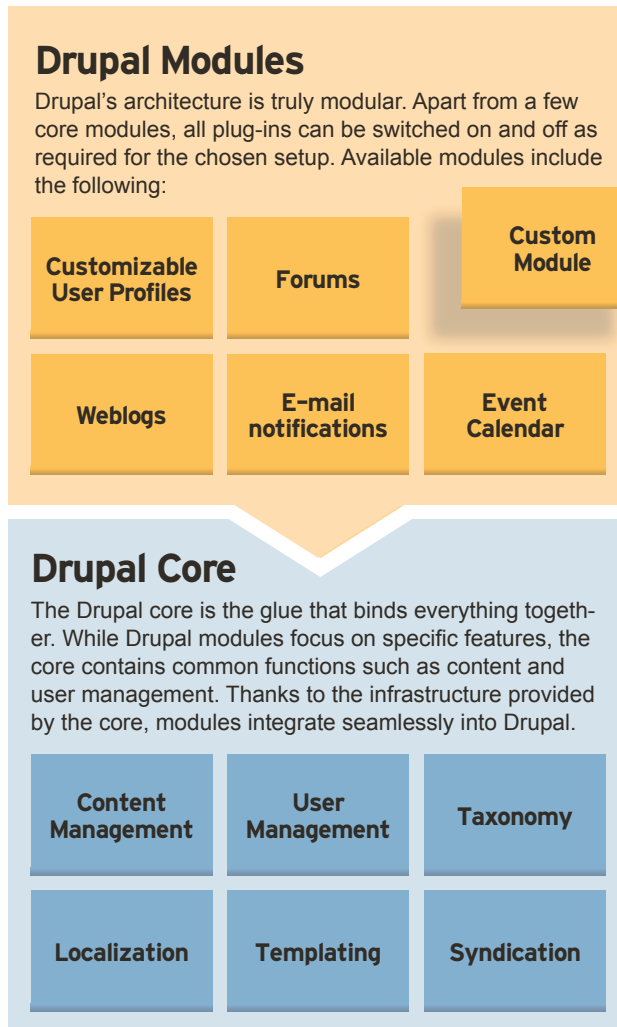 Drupal Modules
Drupal's architecture is truly modular. Apart from a few
core modules, all plug-ins can be switched on and off as
required for the chosen setup. Available modules include
the following:
Customizable
User Profiles
Forums
Custom
Module
Weblogs
E-mail
notifications
Event
Calendar
Drupal Core
The Drupal core is the glue that binds everything togeth-
er. While Drupal modules focus on specific features, the
core contains common functions such as content and
user management. Thanks to the infrastructure provided
by the core, modules integrate seamlessly into Drupal.
Content
Management
User
Management
Taxonomy
Localization
Templating
Syndication